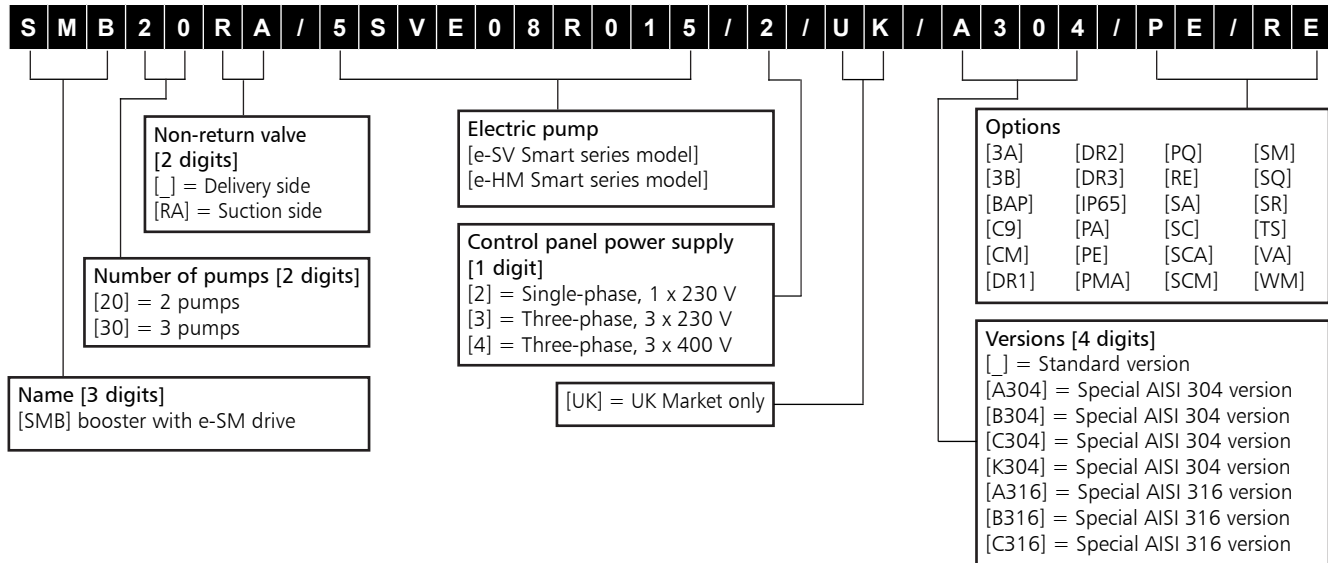 SMB20RA/5SVE08R015/2/UK/A304/PE/RE
Non-return valve
[2 digits]
[_] = Delivery side
[RA] = Suction side
Number of pumps [2 digits]
[20] = 2 pumps
[30] = 3 pumps
Name [3 digits]
[SMB] booster with e-SM drive
Electric pump
[e-SV Smart series model]
[e-HM Smart series model]
Control panel power supply
[1 digit]
[2] = Single-phase, 1 x 230 V
[3] = Three-phase, 3 x 230 V
[4] = Three-phase, 3 x 400 V
[UK] = UK Market only
Options
[3A] [DR2] [PQ] [SM]
[3B] [DR3] [RE] [SQ]
[BAP] [IP65] [SA] [SR]
[C9] [PA] [SC] [TS]
[CM] [PE] [SCA] [VA]
[DR1] [PMA] [SCM] [WM]
Versions [4 digits]
[_] = Standard version
[A304] = Special AISI 304 version
[B304] = Special AISI 304 version
[C304] = Special AISI 304 version
[K304] = Special AISI 304 version
[A316] = Special AISI 316 version
[B316] = Special AISI 316 version
[C316] = Special AISI 316 version